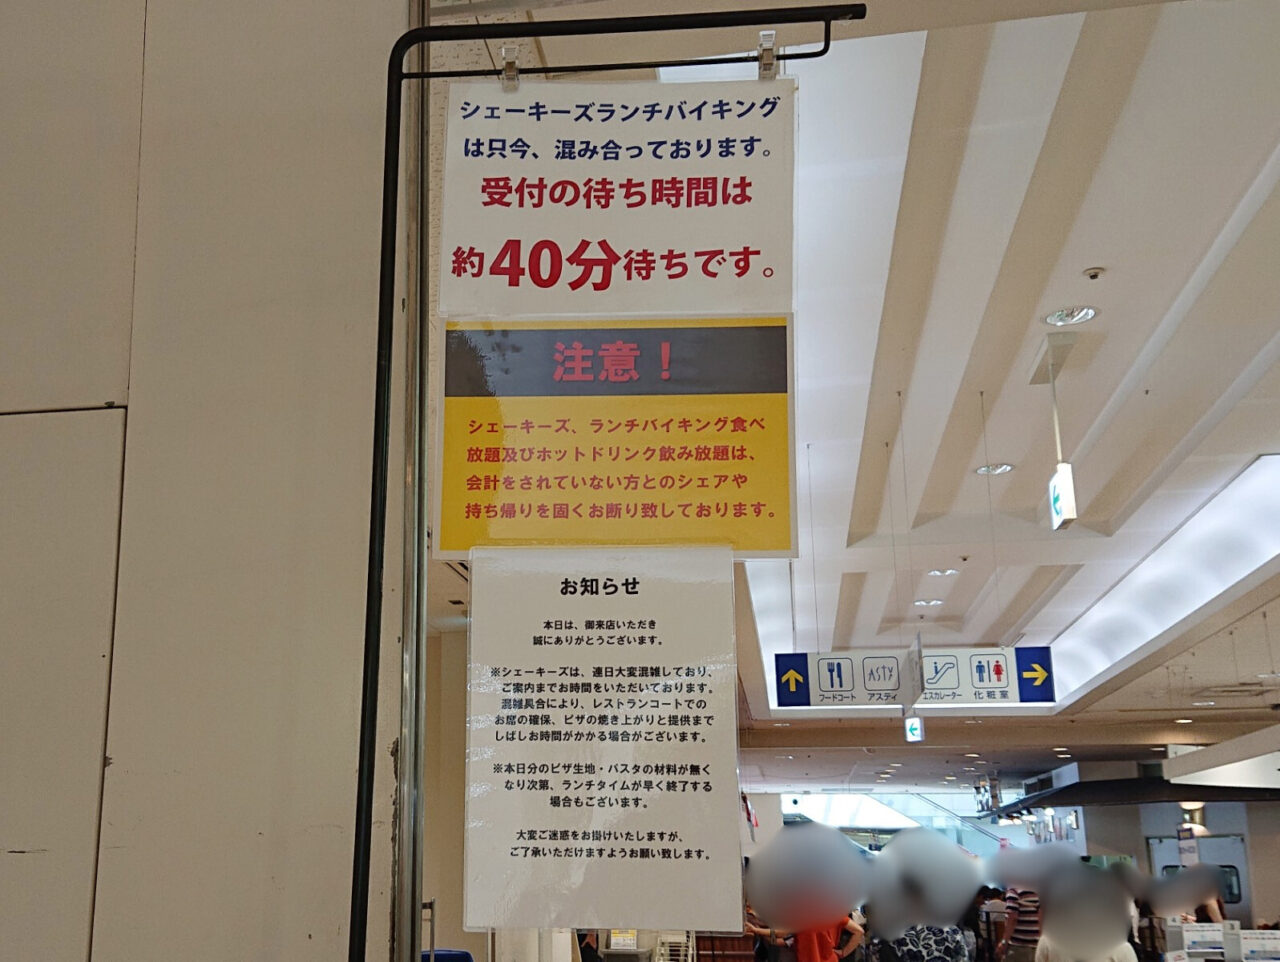 シェーキーズランチバイキング
は只今、混み合っております。
受付の待ち時間は
約40分待ちです。
注意！
シェーキーズ、ランチバイキング食べ
放題及びホットドリンク飲み放題は、
会計をされていない方とのシェアや
持ち帰りを固くお断り致しております。
お知らせ
本日は、御来店いただき
誠にありがとうございます。
※シェーキーズは、連日大変混雑しており、
ご案内までお時間をいただいております。
混雑具合により、レストランコートでの
お席の確保、ピザの焼き上がりと提供まで
しばしお時間がかかる場合がございます。
※本日分のピザ生地・パスタの材料が無く
なり次第、ランチタイムが早く終了する
場合もございます。
大変ご迷惑をお掛けいたしますが、
ご了承いただけますようお願い致します。
フードコート
ASTY
アスティ
エスカレーター
化粧室